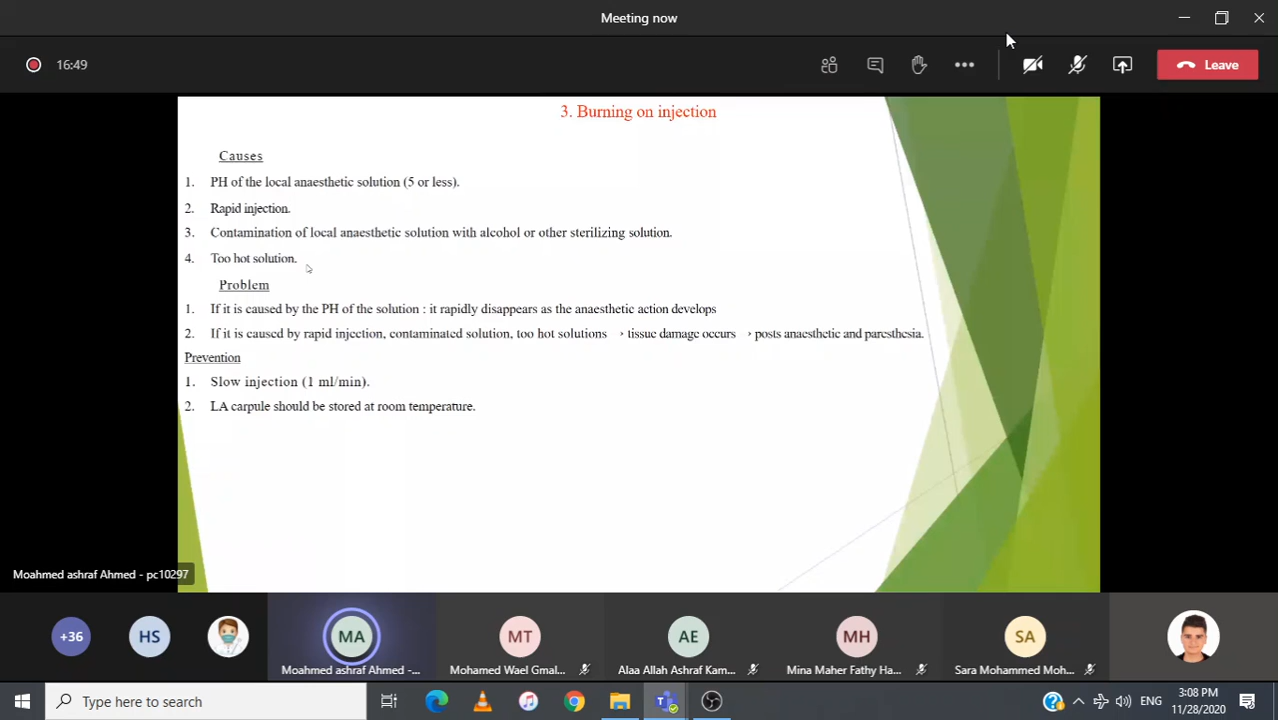 Meeting now
16:49
Leave
3. Burning on injection
Causes
1. PH of the local anaesthetic solution (5 or less).
2. Rapid injection.
3. Contamination of local anaesthetic solution with alcohol or other sterilizing solution.
4. Too hot solution.
Problem
1. If it is caused by the PH of the solution : it rapidly disappears as the anaesthetic action develops
2. If it is caused by rapid injection, contaminated solution, too hot solutions → tissue damage occurs → posts anaesthetic and paresthesia.
Prevention
1. Slow injection (1 ml/min).
2. LA carpule should be stored at room temperature.
Moahmed ashraf Ahmed - pc10297
+36
HS
MA
MT
AE
MH
SA
Moahmed ashraf Ahmed -...
Mohamed Wael Gmal...
Alaa Allah Ashraf Kam...
Mina Maher Fathy Ha...
Sara Mohammed Moh...
Type here to search
ENG
3:08 PM
11/28/2020